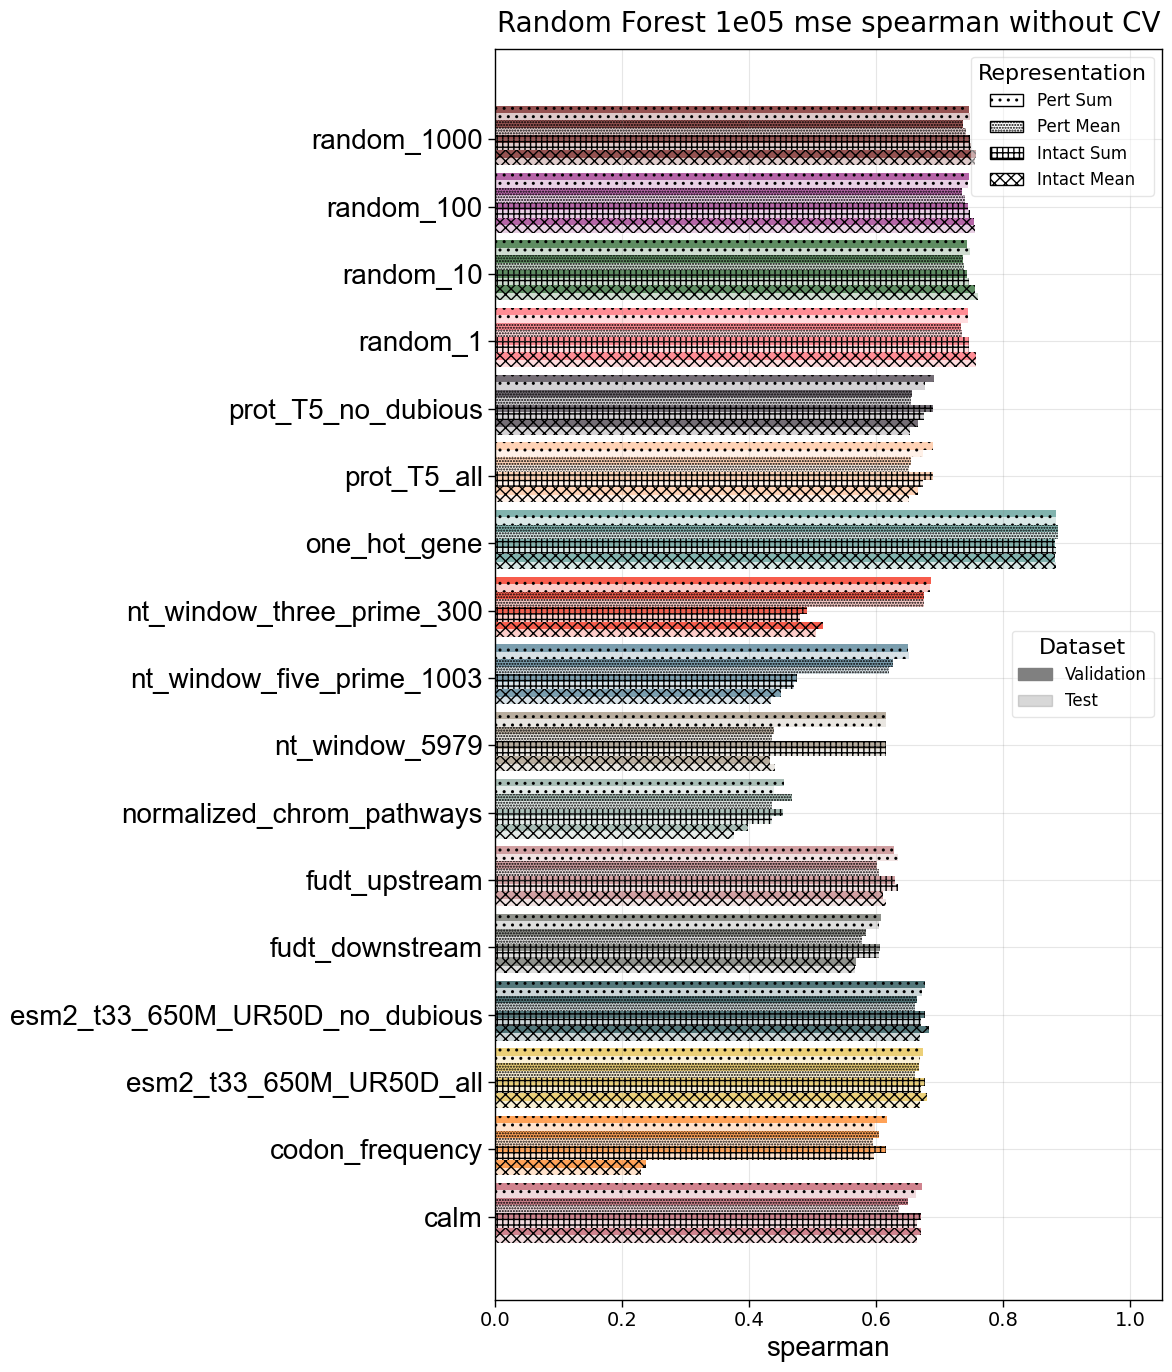 Random Forest 1e05 mse spearman without CV
Representation
Pert Sum
Pert Mean
Intact Sum
Intact Mean
random_1000
random_100
random_10
random_1
prot_T5_no_dubious
prot_T5_all
one_hot_gene
nt_window_three_prime_300
nt_window_five_prime_1003
nt_window_5979
normalized_chrom_pathways
fudt_upstream
fudt_downstream
esm2_t33_650M_UR50D_no_dubious
esm2_t33_650M_UR50D_all
codon_frequency
calm
Dataset
Validation
Test
0.0 0.2 0.4 0.6 0.8 1.0
spearman